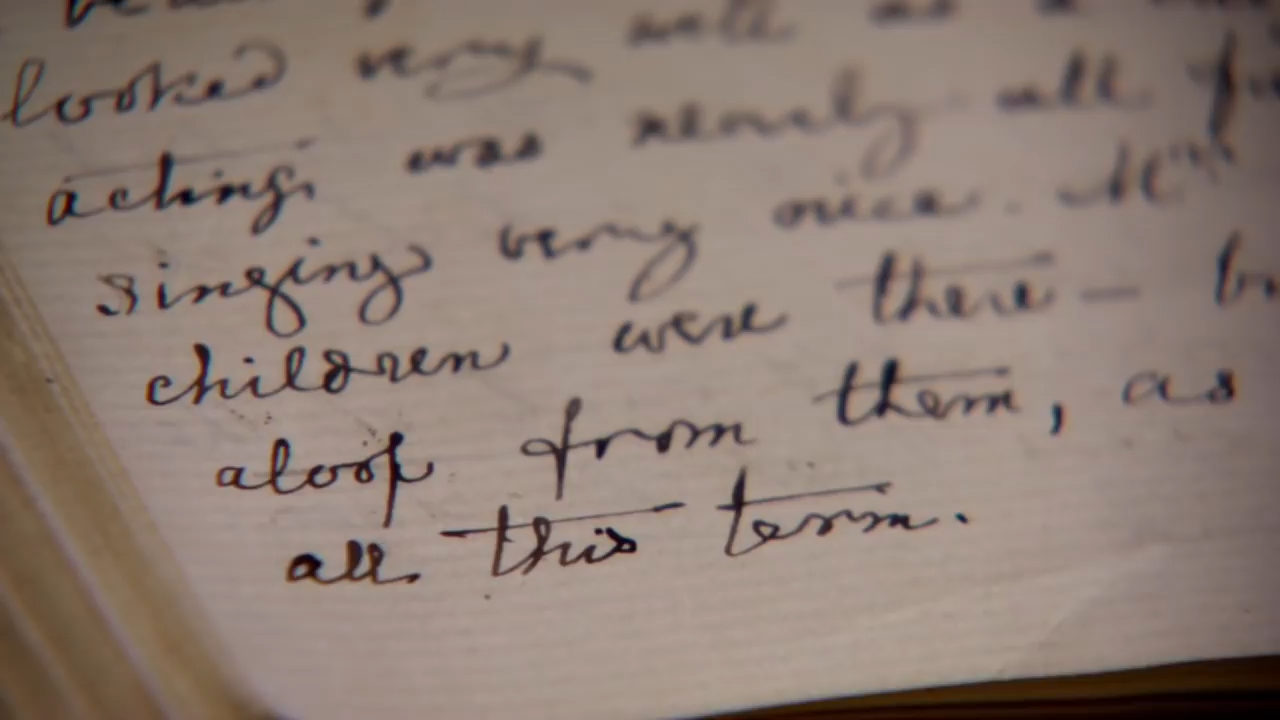 looked very well as a
acting was nearly all
singing very nice. M
children were there – b
aloof from them, as
all this term.